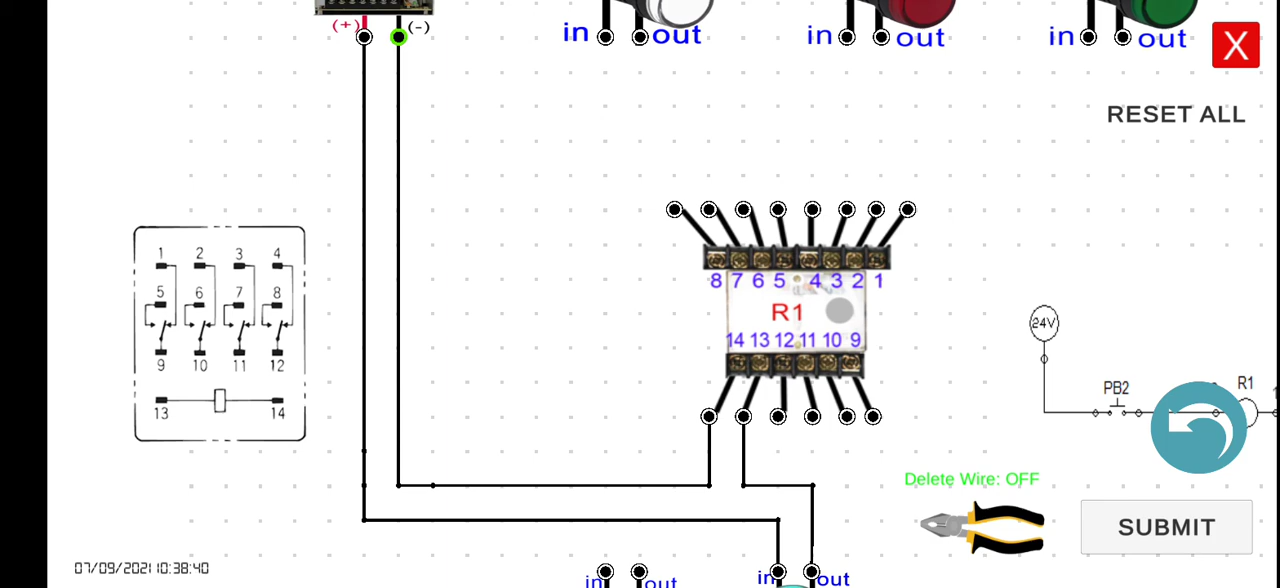 (+) (-)
in out
in out
in out
X
RESET ALL
1 2 3 4
5 6 7 8
9 10 11 12
13 14
8 7 6 5 4 3 2 1
R1
14 13 12 11 10 9
24V
PB2
R1
Delete Wire: OFF
SUBMIT
07/09/2021 10:38:40
in out
in out